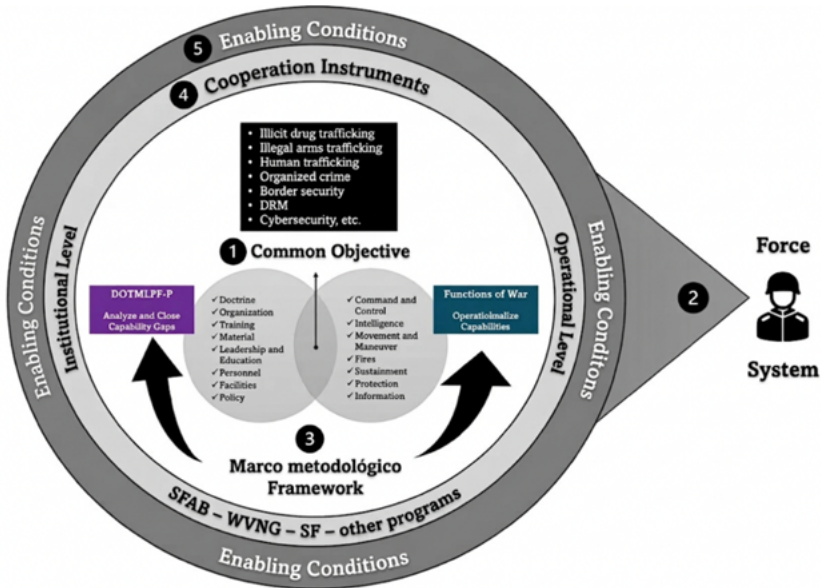 5 Enabling Conditions
4 Cooperation Instruments
• Illicit drug trafficking
• Illegal arms trafficking
• Human trafficking
• Organized crime
• Border security
• DRM
• Cybersecurity, etc.
1 Common Objective
Enabling Conditions
Institutional Level
DOTMLPF-P
Analyze and Close
Capability Gaps
✓ Doctrine
✓ Organization
✓ Training
✓ Material
✓ Leadership and
Education
✓ Personnel
✓ Facilities
✓ Policy
✓ Command and
Control
✓ Intelligence
✓ Movement and
Maneuver
✓ Fires
✓ Sustainment
✓ Protection
✓ Information
Functions of War
Operatioinalize
Capabilities
Operational Level
Enabling Conditons
2
Force
System
3
Marco metodológico
Framework
SFAB – WVNG – SF – other programs
Enabling Conditions